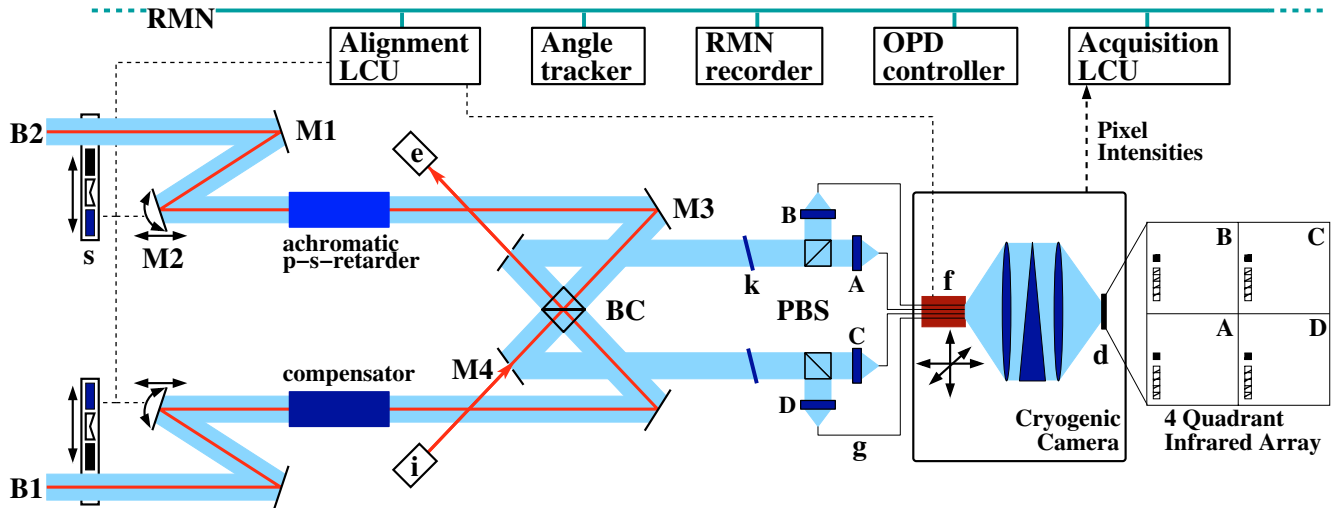 RMN
Alignment
LCU
Angle
tracker
RMN
recorder
OPD
controller
Acquisition
LCU
B2
M1
e
Pixel
Intensities
s
M2
achromatic
p-s-retarder
M3
B
A
k
BC
PBS
f
B
C
A
D
d
M4
C
compensator
D
g
B1
i
Cryogenic
Camera
4 Quadrant
Infrared Array